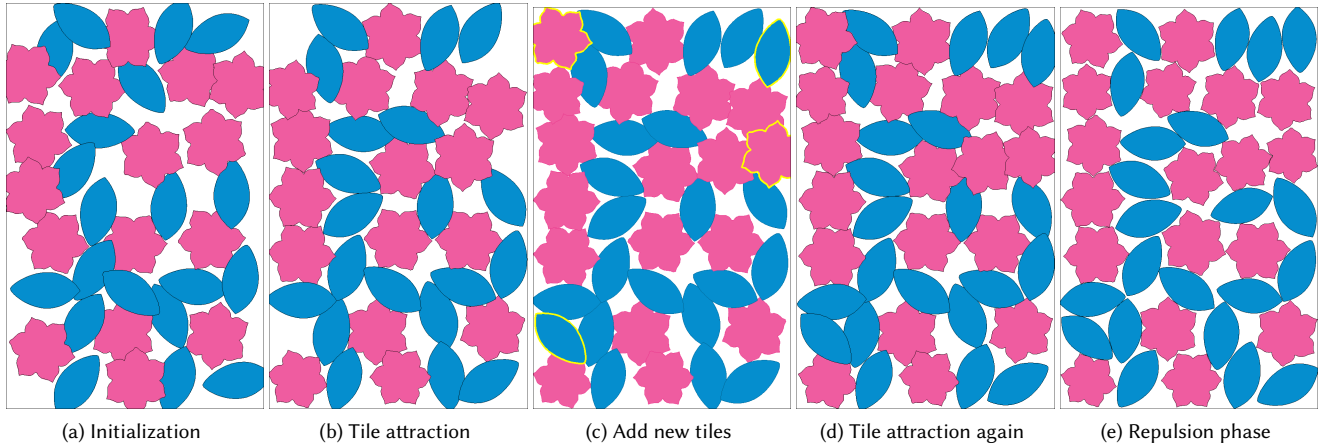 (a) Initialization
(b) Tile attraction
(c) Add new tiles
(d) Tile attraction again
(e) Repulsion phase